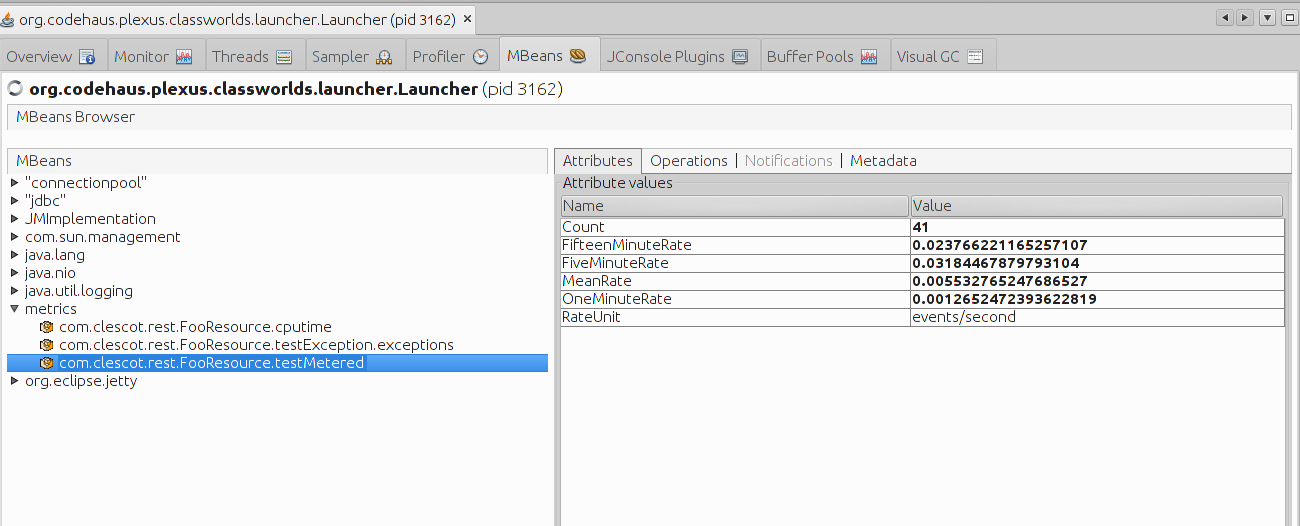 org.codehaus.plexus.classworlds.launcher.Launcher (pid 3162)
Overview Monitor Threads Sampler Profiler MBeans JConsole Plugins Buffer Pools Visual GC
org.codehaus.plexus.classworlds.launcher.Launcher (pid 3162)
MBeans Browser
MBeans
"connectionpool"
"jdbc"
JMImplementation
com.sun.management
java.lang
java.nio
java.util.logging
metrics
com.clescot.rest.FooResource.cputime
com.clescot.rest.FooResource.testException.exceptions
com.clescot.rest.FooResource.testMetered
org.eclipse.jetty
Attributes Operations | Notifications | Metadata
Attribute values
Name Value
Count 41
FifteenMinuteRate 0.023766221165257107
FiveMinuteRate 0.03184467879793104
MeanRate 0.005532765247686527
OneMinuteRate 0.0012652472393622819
RateUnit events/second